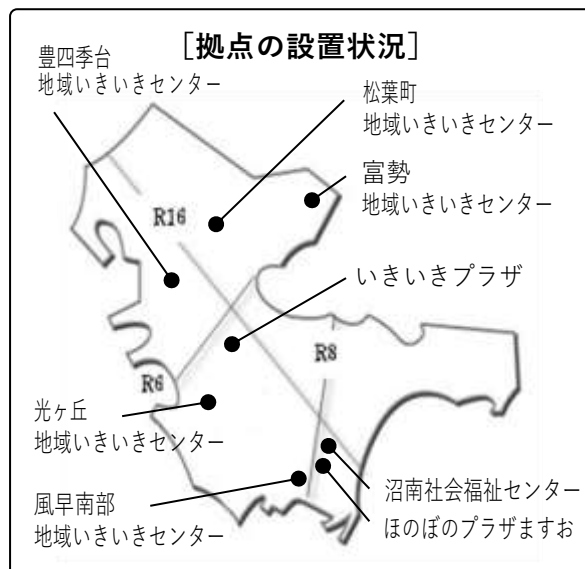 ［拠点の設置状況］
豊四季台
地域いきいきセンター
松葉町
地域いきいきセンター
富勢
地域いきいきセンター
R16
いきいきプラザ
R8
R6
光ヶ丘
地域いきいきセンター
風早南部
地域いきいきセンター
沼南社会福祉センター
ほのぼのプラザますお